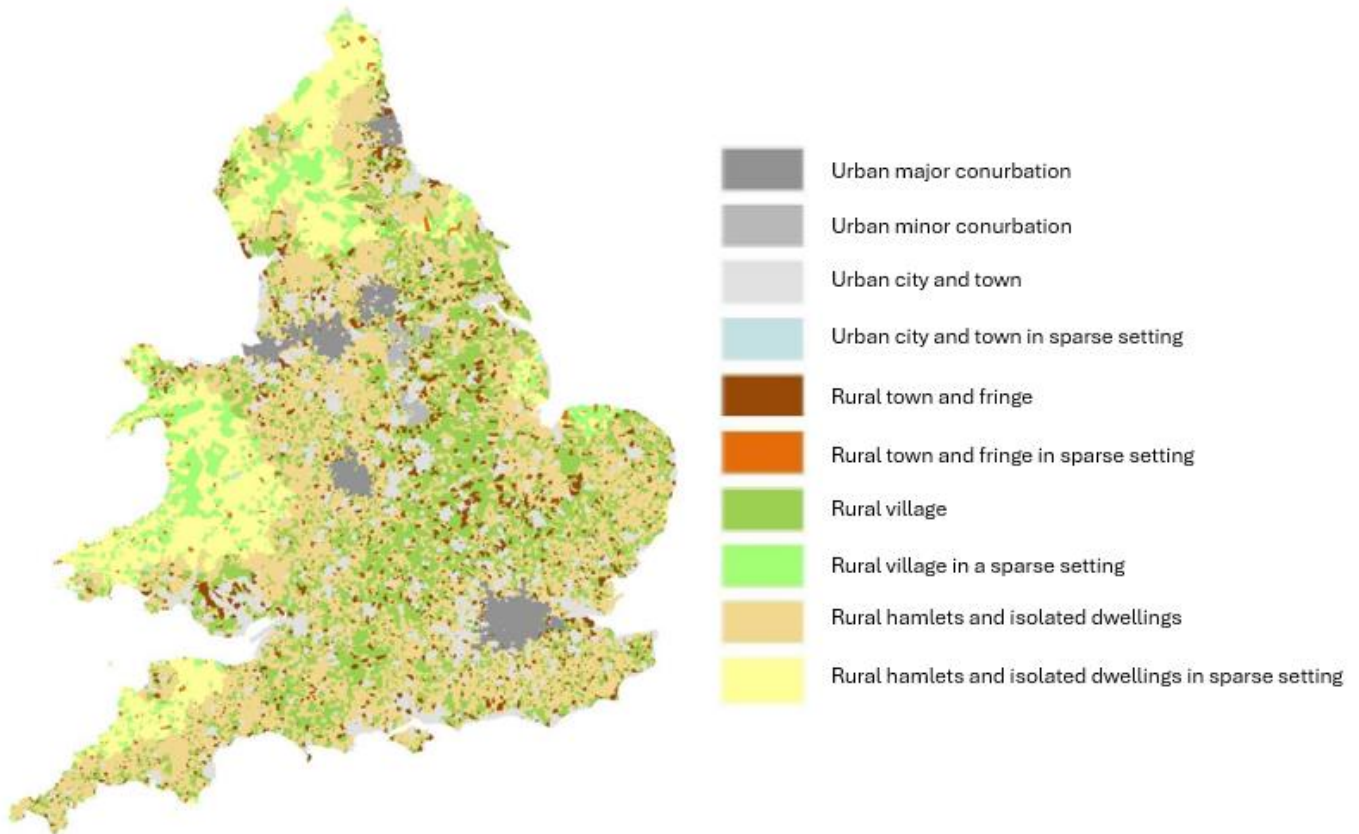 Urban major conurbation
Urban minor conurbation
Urban city and town
Urban city and town in sparse setting
Rural town and fringe
Rural town and fringe in sparse setting
Rural village
Rural village in a sparse setting
Rural hamlets and isolated dwellings
Rural hamlets and isolated dwellings in sparse setting